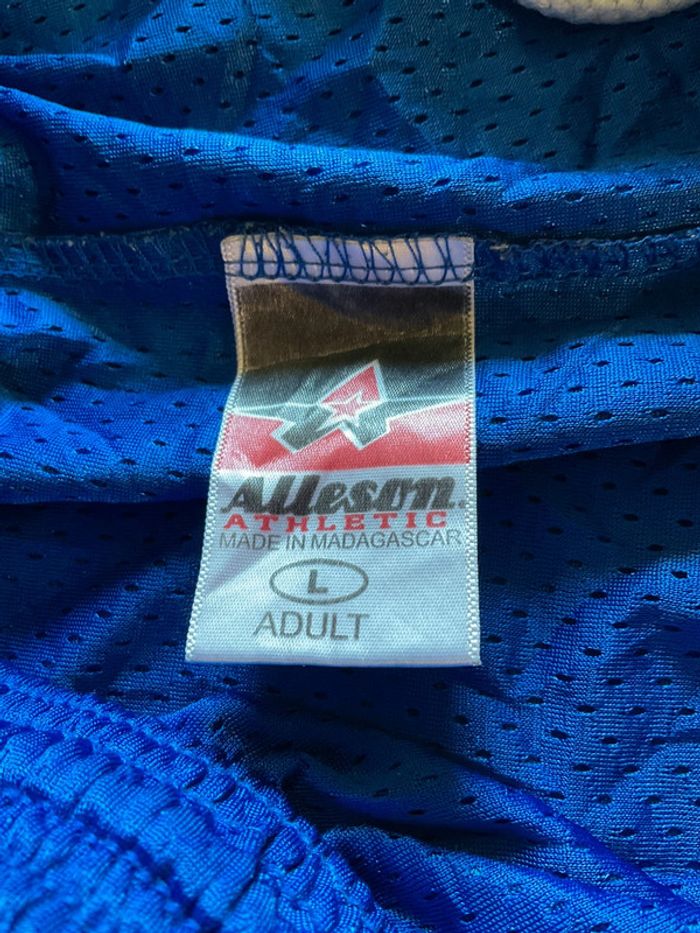 Alleson.
ATHLETIC
MADE IN MADAGASCAR
L
ADULT